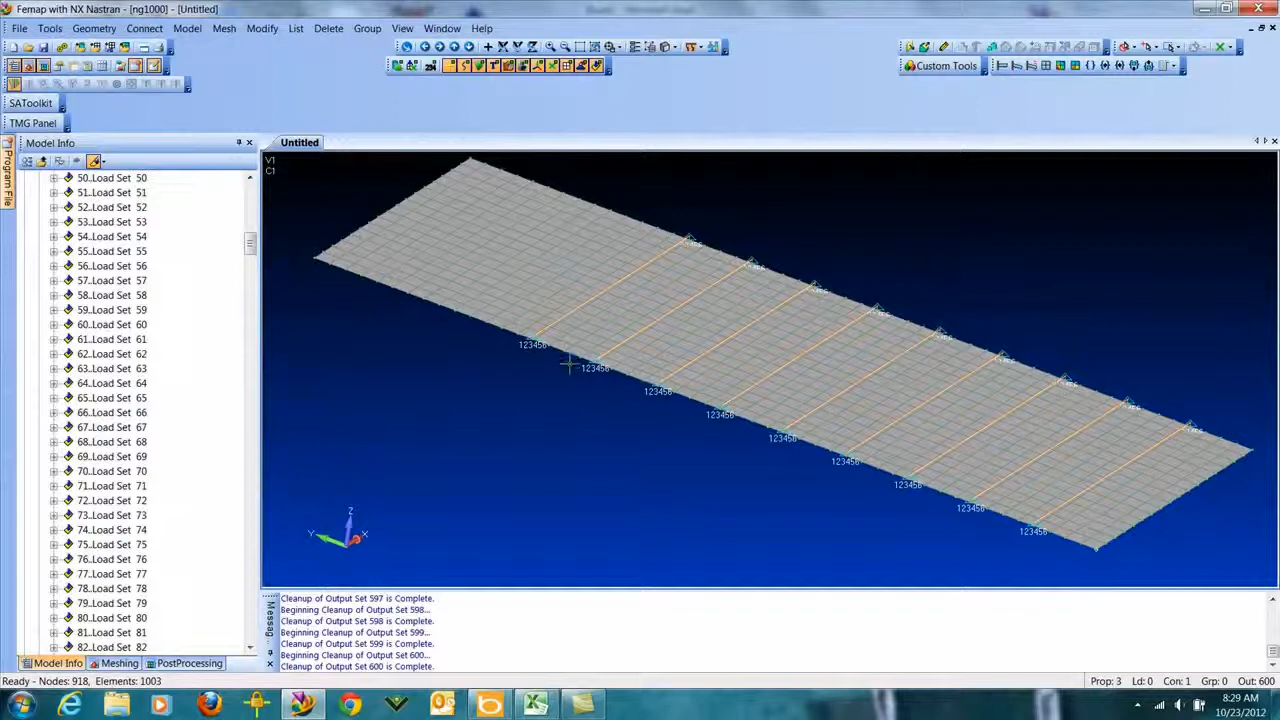 Femap with NX Nastran - [ng1000] - [Untitled]
File Tools Geometry Connect Model Mesh Modify List Delete Group View Window Help
Custom Tools
SAToolkit
TMG Panel
Model Info
Untitled
Program File
V1
C1
50..Load Set 50
51..Load Set 51
52..Load Set 52
53..Load Set 53
54..Load Set 54
55..Load Set 55
56..Load Set 56
57..Load Set 57
58..Load Set 58
59..Load Set 59
60..Load Set 60
61..Load Set 61
62..Load Set 62
63..Load Set 63
64..Load Set 64
65..Load Set 65
66..Load Set 66
67..Load Set 67
68..Load Set 68
69..Load Set 69
70..Load Set 70
71..Load Set 71
72..Load Set 72
73..Load Set 73
74..Load Set 74
75..Load Set 75
76..Load Set 76
77..Load Set 77
78..Load Set 78
79..Load Set 79
80..Load Set 80
81..Load Set 81
82..Load Set 82
123456
123456
123456
123456
123456
123456
123456
123456
123456
Z
Y
X
Messag
Cleanup of Output Set 597 is Complete.
Beginning Cleanup of Output Set 598...
Cleanup of Output Set 598 is Complete.
Beginning Cleanup of Output Set 599...
Cleanup of Output Set 599 is Complete.
Beginning Cleanup of Output Set 600...
Cleanup of Output Set 600 is Complete.
Model Info Meshing PostProcessing
Ready - Nodes: 918, Elements: 1003
Prop: 3 Ld: 0 Con: 1 Grp: 0 Out: 600
8:29 AM
10/23/2012